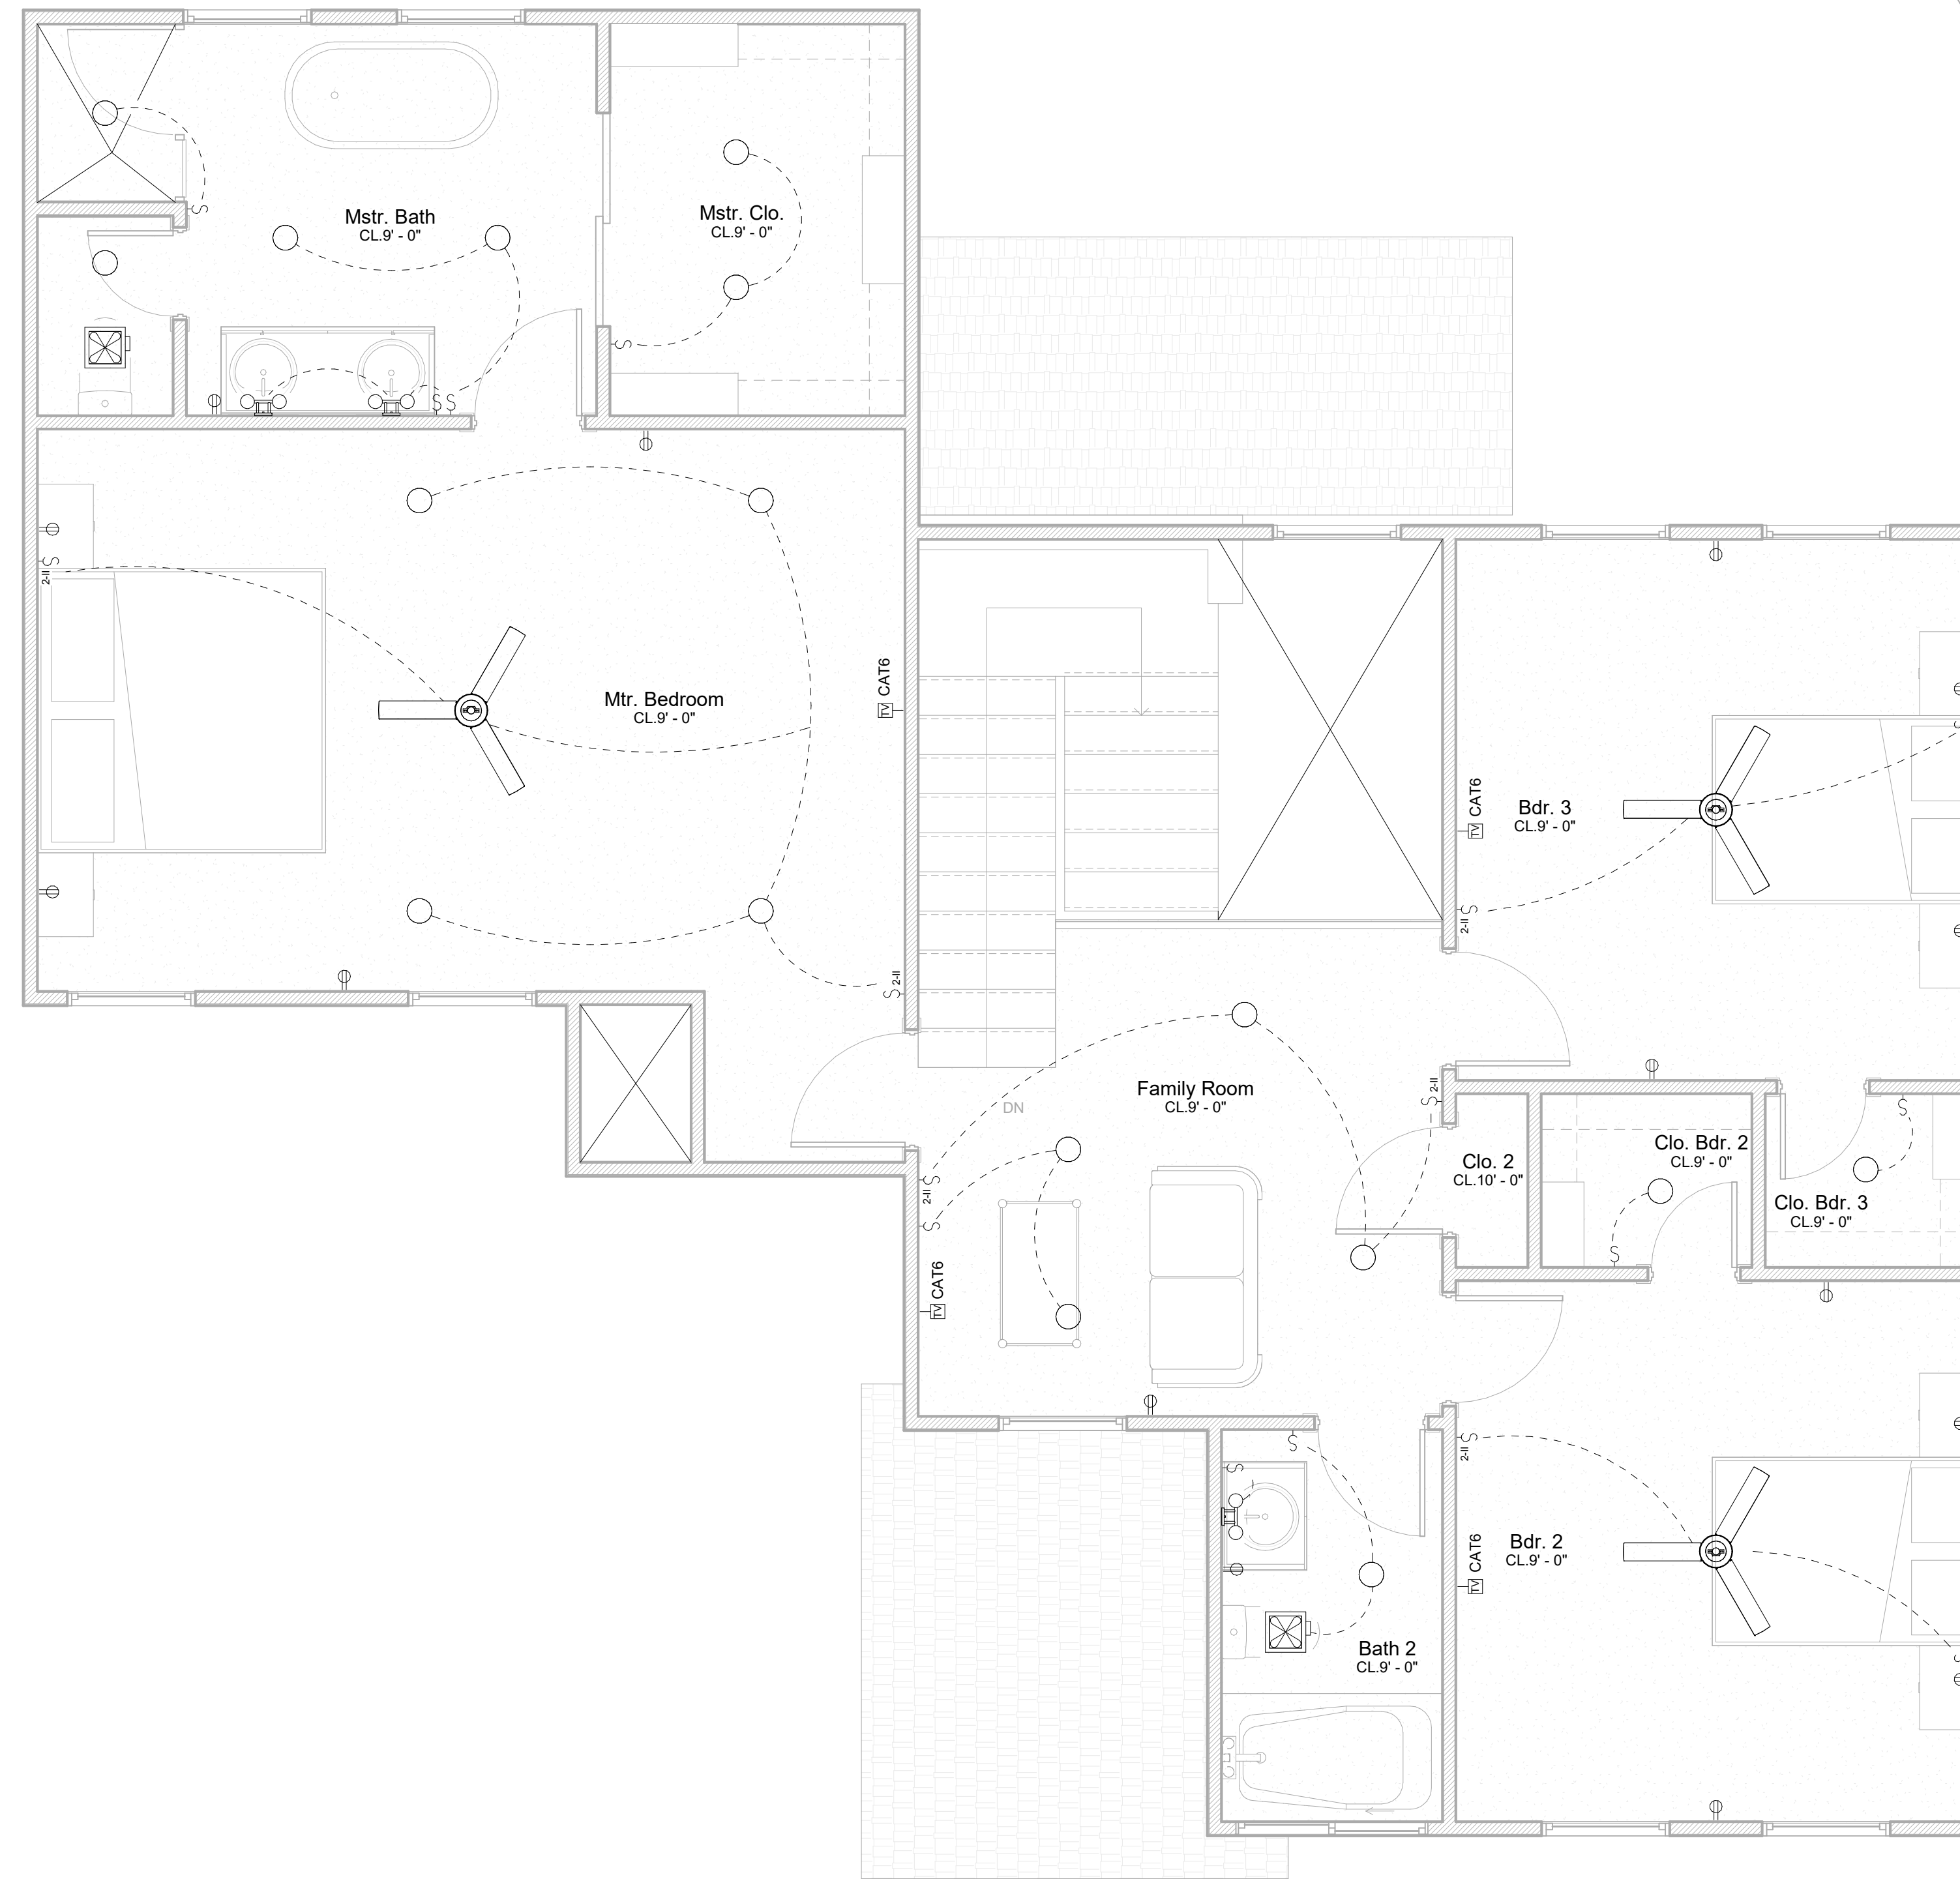 Mstr. Bath
CL.9' - 0"
Mstr. Clo.
CL.9' - 0"
S
S
S
S
S
2-II
Mtr. Bedroom
CL.9' - 0"
TV CAT6
2-II
S
Bdr. 3
CL.9' - 0"
TV CAT6
S
2-II
Family Room
CL.9' - 0"
DN
2-II
S
S
2-II
S
TV CAT6
Clo. 2
CL.10' - 0"
Clo. Bdr. 2
CL.9' - 0"
S
S
Clo. Bdr. 3
CL.9' - 0"
S
2-II
S
S
Bdr. 2
CL.9' - 0"
TV CAT6
Bath 2
CL.9' - 0"